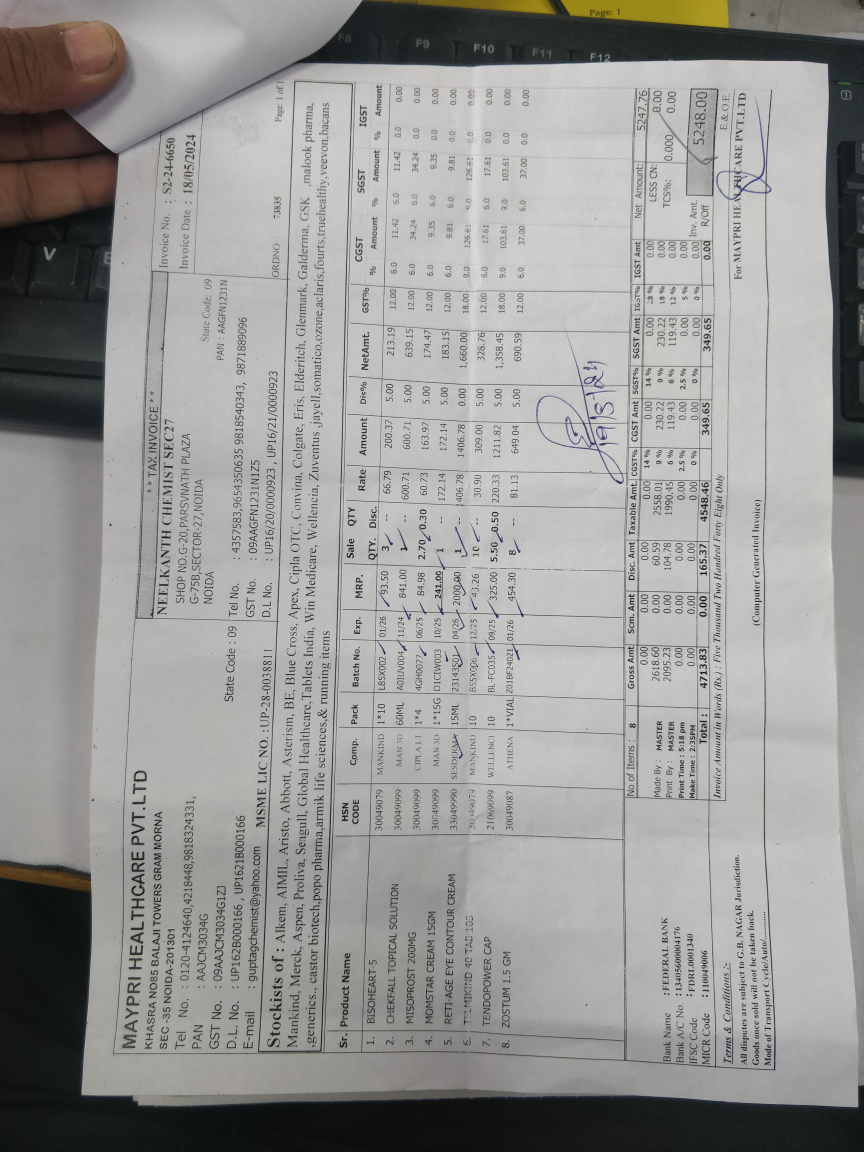 Page: 1
F8 F9 F10 F11 F12
V
** TAX INVOICE **
MAYPRI HEALTHCARE PVT.LTD
KHASRA NO85 BALAJI TOWERS GRAM MORNA
SEC -35 NOIDA-201301
Tel No. : 0120-4124640,4218448,9818324331,
PAN : AAJCM3034G
GST No. : 09AAJCM3034G1ZJ State Code : 09
D.L. No. : UP162B000166 , UP1621B000166
E-mail : guptagchemist@yahoo.com MSME LIC NO. :UP-28-0038811
NEELKANTH CHEMIST SEC27
SHOP NO.G-20,PARSVNATH PLAZA
G-75B,SECTOR-27,NOIDA
NOIDA State Code: 09
Tel No. : 4357583,9654350635 9818540343, 9871889096 PAN : AAGFN1231N
GST No. : 09AAGFN1231N1Z5
D.L No. : UP16/20/0000923 , UP16/21/0000923
Invoice No. : S2-24-6650
Invoice Date : 18/05/2024
ORDNO 73835 Page 1 of 1
Stockists of : Alkem, AIMIL, Aristo, Abbott, Asterism, BE, Blue Cross, Apex, Cipla OTC, Convina, Colgate, Eris, Elderitch, Glenmark, Galderma, GSK ,malook pharma,
Mankind, Merck, Aspen, Proliva, Seagull, Global Healthcare,Tablets India, Win Medicare, Wellencia, Zuventus ,jayell,somatico,ozone,aclaris,fourts,truehealthy,veevon,hacans
,generics., castor biotech,popo pharma,armik life sciences,& running items
Sr. Product Name HSN CODE Comp. Pack Batch No. Exp. MRP. Sale QTY. QTY Disc. Rate Amount Dis% NetAmt. GST% CGST % Amount SGST % Amount IGST % Amount
1. BISOHEART-5 30049079 MANKIND 1*10 L85X002 01/26 93.50 3 -- 66.79 200.37 5.00 213.19 12.00 6.0 11.42 6.0 11.42 0.0 0.00
2. CHEKFALL TOPICAL SOLUTION 30049099 MAN 3D 60ML A01UV004 11/24 841.00 1 -- 600.71 600.71 5.00 639.15 12.00 6.0 34.24 6.0 34.24 0.0 0.00
3. MISOPROST 200MG 30049099 CIPLA LT 1*4 4GH0077 06/25 84.98 2.70 0.30 60.73 163.97 5.00 174.47 12.00 6.0 9.35 6.0 9.35 0.0 0.00
4. MOMSTAR CREAM 15GM 30049099 MAN 3D 1*15G D1CIW003 10/25 241.00 1 -- 172.14 172.14 5.00 183.15 12.00 6.0 9.81 6.0 9.81 0.0 0.00
5. RETI-AGE EYE CONTOUR CREAM 33049990 SESDERMA 15ML 04/26 2000.00 1 -- 1406.78 1406.78 0.00 1,660.00 18.00 9.0 126.61 9.0 126.61 0.0 0.00
6. TELMIKIND 40 TAB 10S 30049079 MANKIND 10 B55X006 12/25 43.26 10 -- 30.90 309.00 5.00 328.76 12.00 6.0 17.61 6.0 17.61 0.0 0.00
7. TENDOPOWER CAP 21069099 WELLENCI 10 BL-FC035 09/25 325.00 5.50 0.50 220.33 1211.82 5.00 1,358.45 18.00 9.0 103.61 9.0 103.61 0.0 0.00
8. ZOSTUM 1.5 GM 30049087 ATHENA 1*VIAL Z01BF24021 01/26 454.30 8 -- 81.13 649.04 5.00 690.59 12.00 6.0 37.00 6.0 37.00 0.0 0.00
19/5/24
Bank Name : FEDERAL BANK
Bank A/C No. : 13405600004176
IFSC Code : FDRL0001340
MICR Code : 110049006
No of Items : 8
Made By : MASTER
Print By : MASTER
Print Time : 5:18 pm
Make Time : 2:35PM
Gross Amt Scm. Amt Disc. Amt Taxable Amt. CGST% CGST Amt SGST% SGST Amt IGST% IGST Amt
0.00 0.00 0.00 0.00 14 % 0.00 14 % 0.00 28 % 0.00
2618.60 0.00 60.59 2558.01 9 % 230.22 9 % 230.22 18 % 0.00
2095.23 0.00 104.78 1990.45 6 % 119.43 6 % 119.43 12 % 0.00
0.00 0.00 0.00 0.00 2.5 % 0.00 2.5 % 0.00 5 % 0.00
0.00 0.00 0.00 0.00 0 % 0.00 0 % 0.00 0 % 0.00
Total : 4713.83 0.00 165.37 4548.46 349.65 349.65 0.00
Net Amount: 5247.76
LESS CN: 0.00
TCS%: 0.000 0.00
Inv. Amt. R/Off 5248.00
Invoice Amount in Words (Rs.) : Five Thousand Two Hundred Forty Eight Only
E.& O.E.
Terms & Conditions :-
All disputes are subject to G.B. NAGAR Jurisdiction.
Goods once sold will not be taken back.
Mode of Transport Cycle/Auto/............
(Computer Generated Invoice)
For MAYPRI HEALTHCARE PVT.LTD